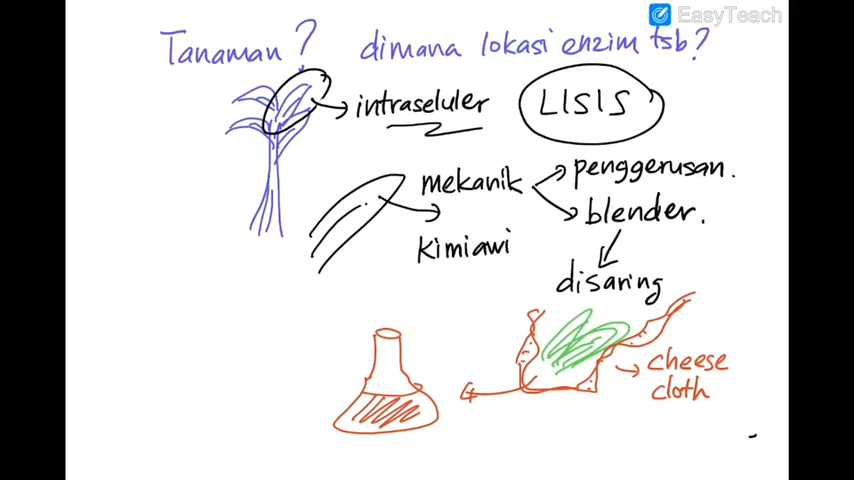 EasyTeach
Tanaman? dimana lokasi enzim tsb?
intraseluler
LISIS
mekanik
penggerusan.
blender.
kimiawi
disaring
cheese
cloth